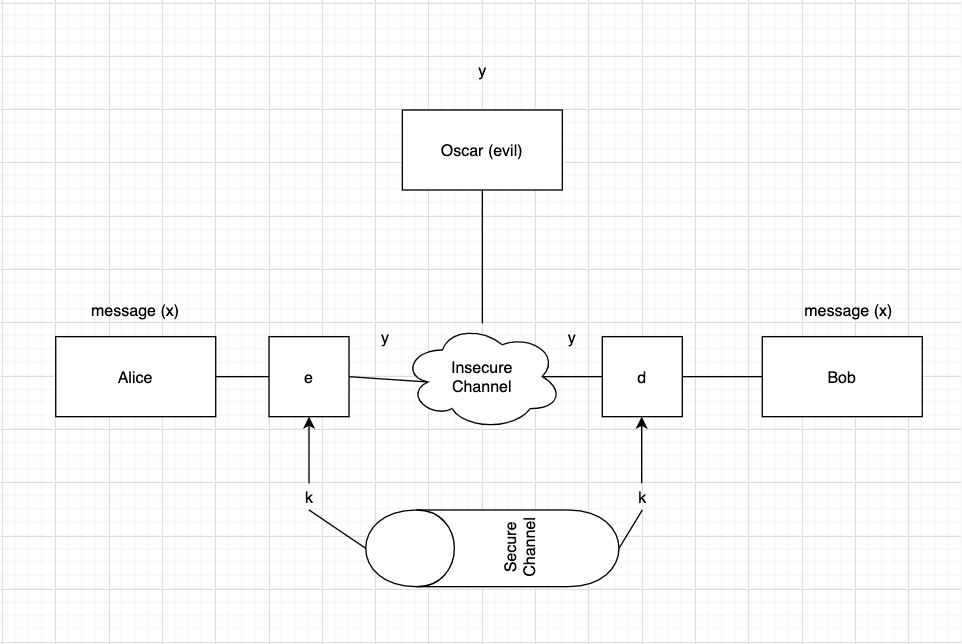 y
Oscar (evil)
message (x)
message (x)
y
y
Alice
e
Insecure
Channel
d
Bob
k
k
Secure
Channel